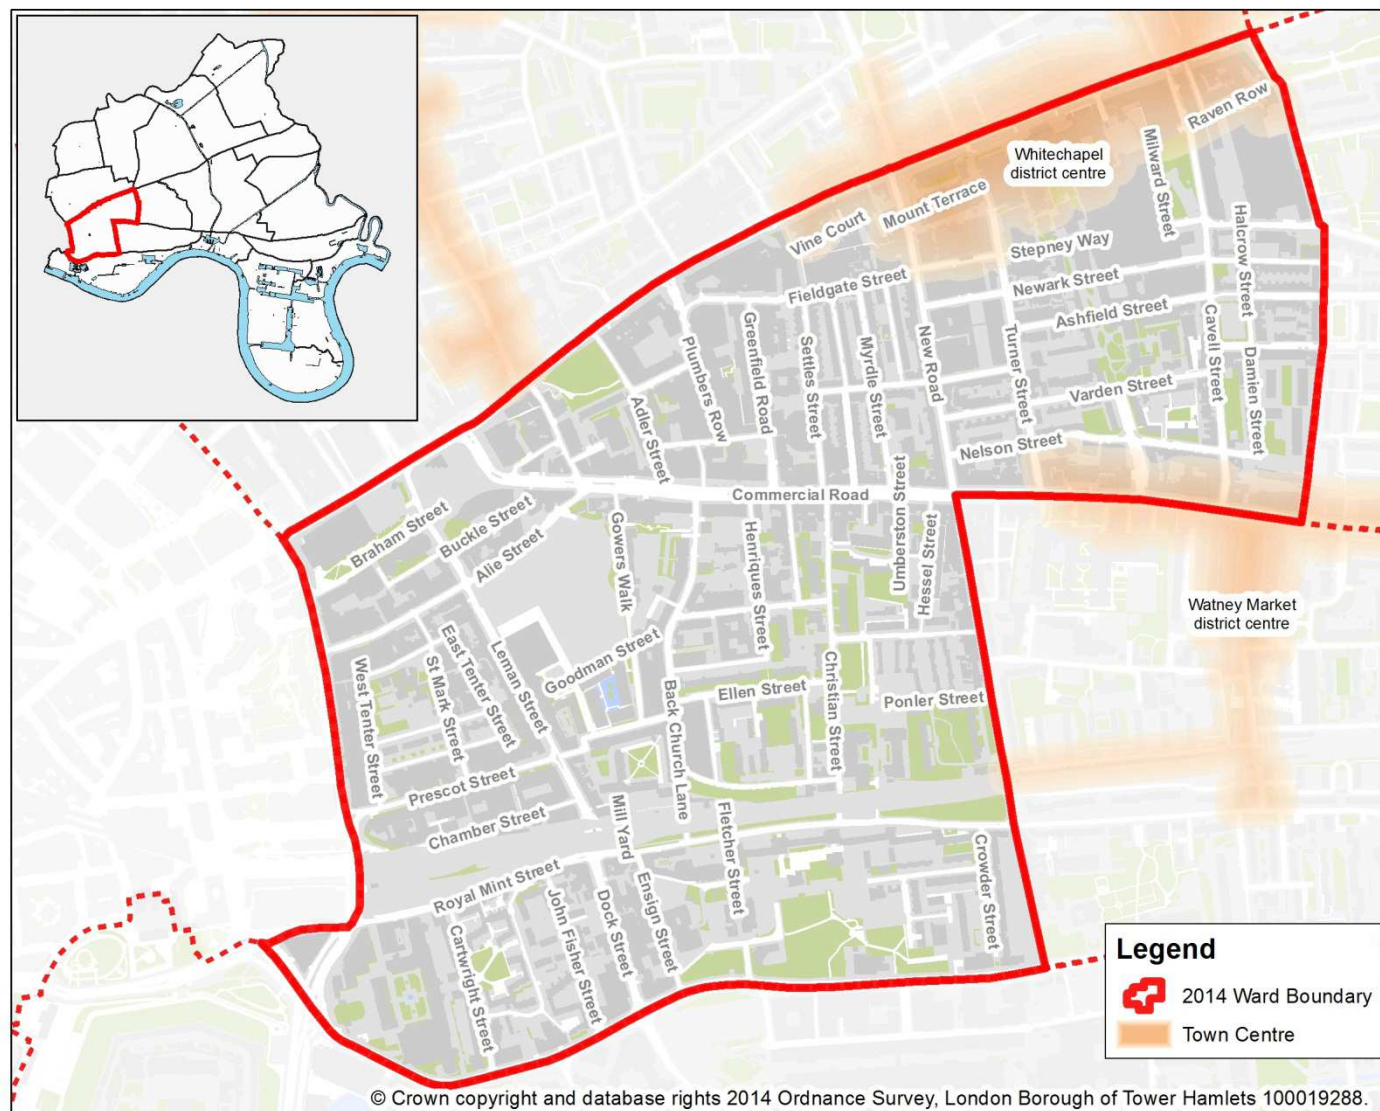 Raven Row
Whitechapel
district centre
Milward Street
Mount Terrace
Vine Court
Halcrow Street
Stepney Way
Fieldgate Street
Newark Street
Ashfield Street
Plumbers Row
Greenfield Road
Settles Street
Myrdle Street
New Road
Turner Street
Cavell Street
Damien Street
Varden Street
Adler Street
Nelson Street
Commercial Road
Umberston Street
Hessel Street
Braham Street
Buckle Street
Alie Street
Gowers Walk
Henriques Street
Watney Market
district centre
West Tenter Street
St Mark Street
East Tenter Street
Leman Street
Goodman Street
Back Church Lane
Ellen Street
Christian Street
Ponler Street
Prescot Street
Chamber Street
Mill Yard
Fletcher Street
Crowder Street
Royal Mint Street
Cartwright Street
John Fisher Street
Dock Street
Ensign Street
Legend
2014 Ward Boundary
Town Centre
© Crown copyright and database rights 2014 Ordnance Survey, London Borough of Tower Hamlets 100019288.